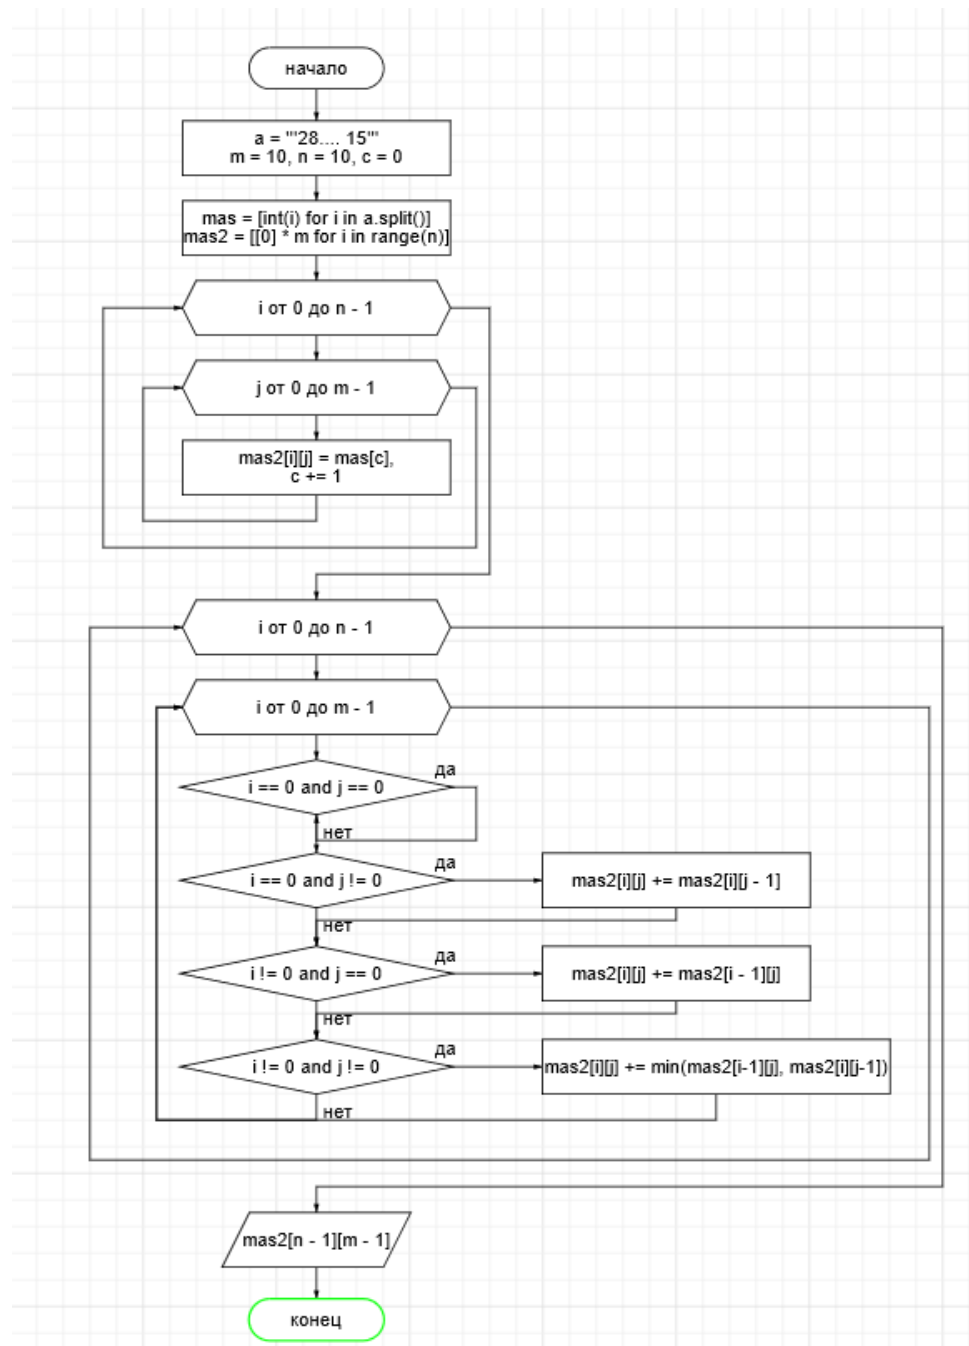 начало
a = '"28.... 15"'
m = 10, n = 10, c = 0
mas = [int(i) for i in a.split()]
mas2 = [[0] * m for i in range(n)]
i от 0 до n - 1
j от 0 до m - 1
mas2[i][j] = mas[c],
c += 1
i от 0 до n - 1
i от 0 до m - 1
да
i == 0 and j == 0
нет
да
i == 0 and j != 0
mas2[i][j] += mas2[i][j - 1]
нет
да
i != 0 and j == 0
mas2[i][j] += mas2[i - 1][j]
нет
да
i != 0 and j != 0
mas2[i][j] += min(mas2[i-1][j], mas2[i][j-1])
нет
mas2[n - 1][m - 1]
конец